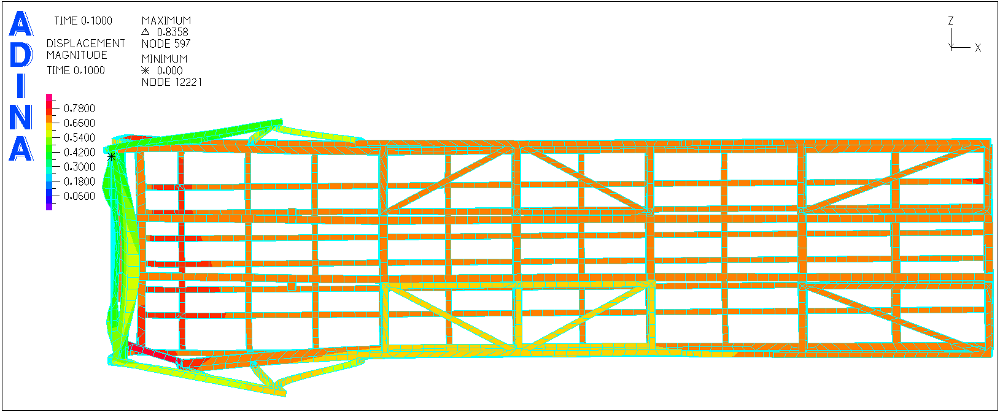 ADINA
TIME 0.1000
DISPLACEMENT
MAGNITUDE
TIME 0.1000
MAXIMUM
Δ 0.8358
NODE 597
MINIMUM
* 0.000
NODE 12221
0.7800
0.6600
0.5400
0.4200
0.3000
0.1800
0.0600
Z
Y
X